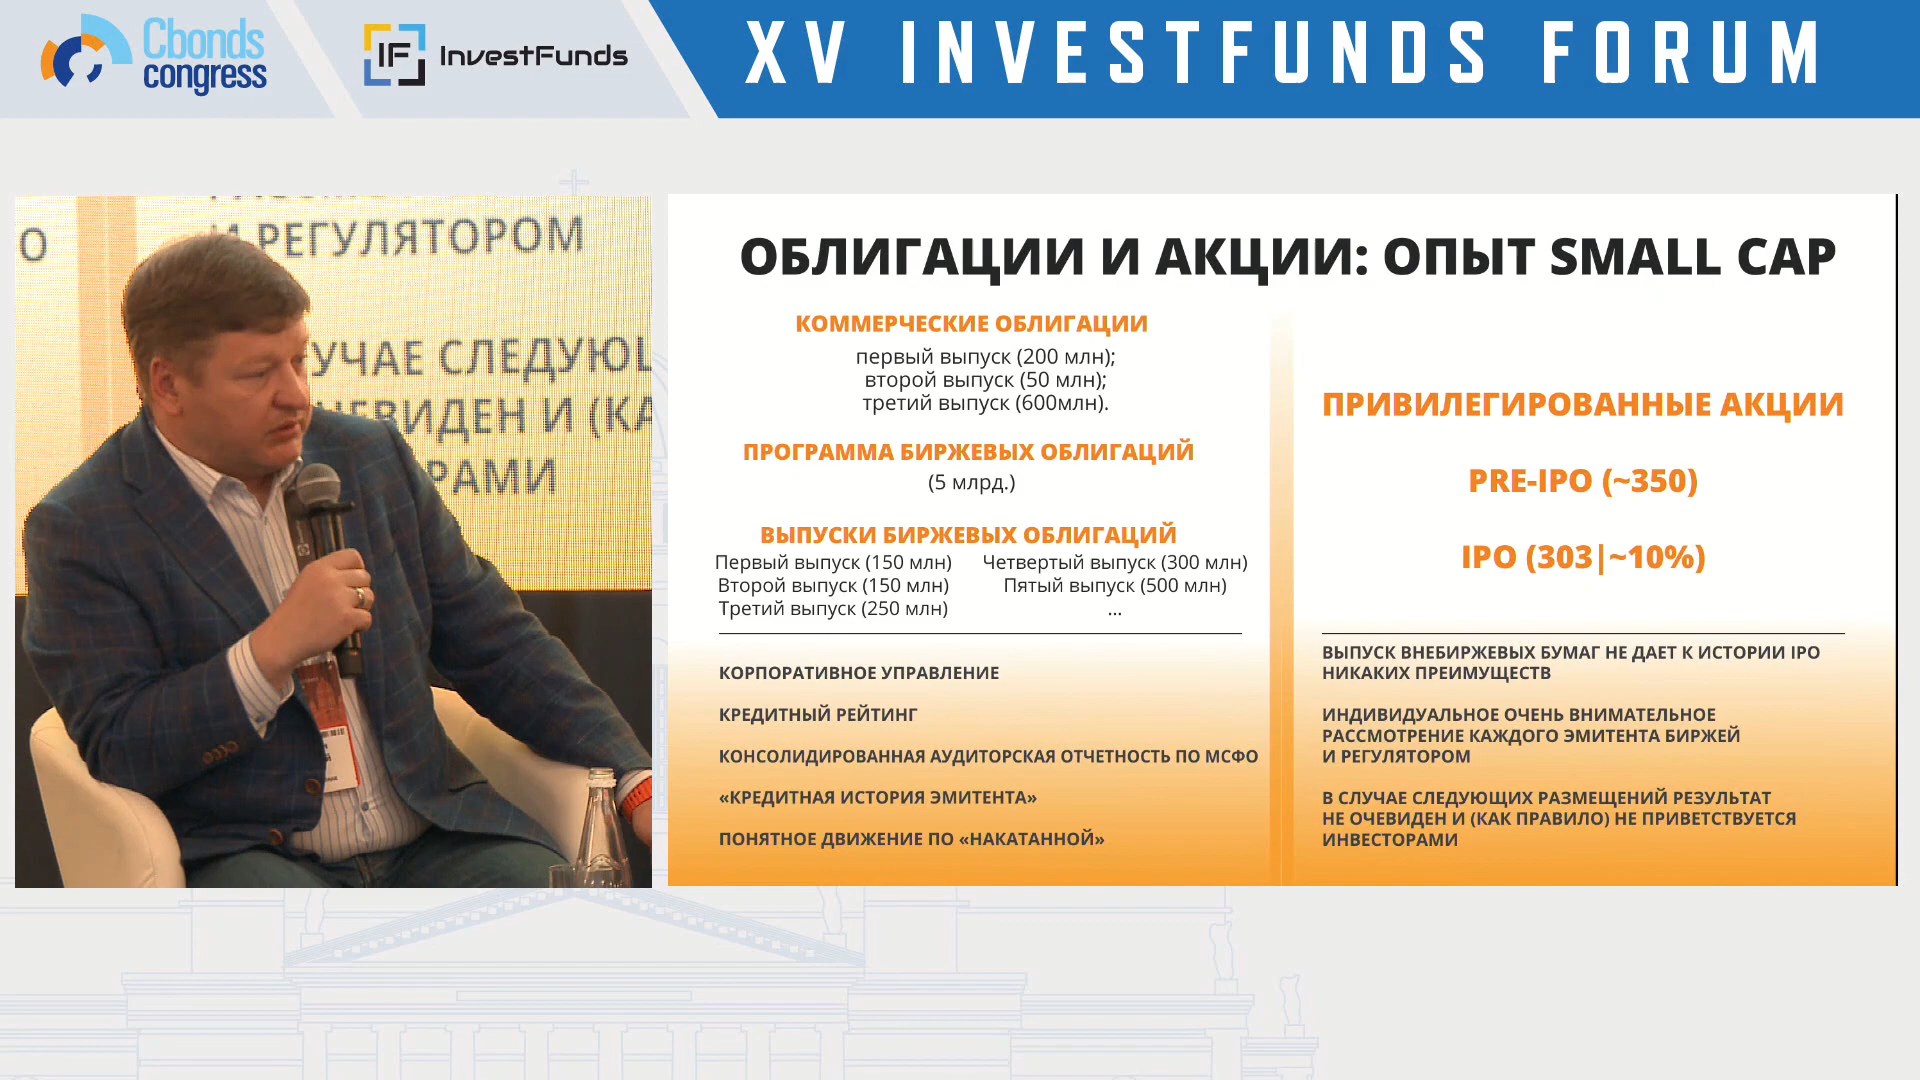 Cbonds
congress
IF InvestFunds
XV INVESTFUNDS FORUM
О
И РЕГУЛЯТОРОМ
УЧАЕ СЛЕДУЮЩ
ЧЕВИДЕН И (КА
РАМИ
ОБЛИГАЦИИ И АКЦИИ: ОПЫТ SMALL CAP
КОММЕРЧЕСКИЕ ОБЛИГАЦИИ
первый выпуск (200 млн);
второй выпуск (50 млн);
третий выпуск (600млн).
ПРОГРАММА БИРЖЕВЫХ ОБЛИГАЦИЙ
(5 млрд.)
ВЫПУСКИ БИРЖЕВЫХ ОБЛИГАЦИЙ
Первый выпуск (150 млн)
Второй выпуск (150 млн)
Третий выпуск (250 млн)
Четвертый выпуск (300 млн)
Пятый выпуск (500 млн)
...
КОРПОРАТИВНОЕ УПРАВЛЕНИЕ
КРЕДИТНЫЙ РЕЙТИНГ
КОНСОЛИДИРОВАННАЯ АУДИТОРСКАЯ ОТЧЕТНОСТЬ ПО МСФО
«КРЕДИТНАЯ ИСТОРИЯ ЭМИТЕНТА»
ПОНЯТНОЕ ДВИЖЕНИЕ ПО «НАКАТАННОЙ»
ПРИВИЛЕГИРОВАННЫЕ АКЦИИ
PRE-IPO (~350)
IPO (303|~10%)
ВЫПУСК ВНЕБИРЖЕВЫХ БУМАГ НЕ ДАЕТ К ИСТОРИИ IPO
НИКАКИХ ПРЕИМУЩЕСТВ
ИНДИВИДУАЛЬНОЕ ОЧЕНЬ ВНИМАТЕЛЬНОЕ
РАССМОТРЕНИЕ КАЖДОГО ЭМИТЕНТА БИРЖЕЙ
И РЕГУЛЯТОРОМ
В СЛУЧАЕ СЛЕДУЮЩИХ РАЗМЕЩЕНИЙ РЕЗУЛЬТАТ
НЕ ОЧЕВИДЕН И (КАК ПРАВИЛО) НЕ ПРИВЕТСТВУЕТСЯ
ИНВЕСТОРАМИ